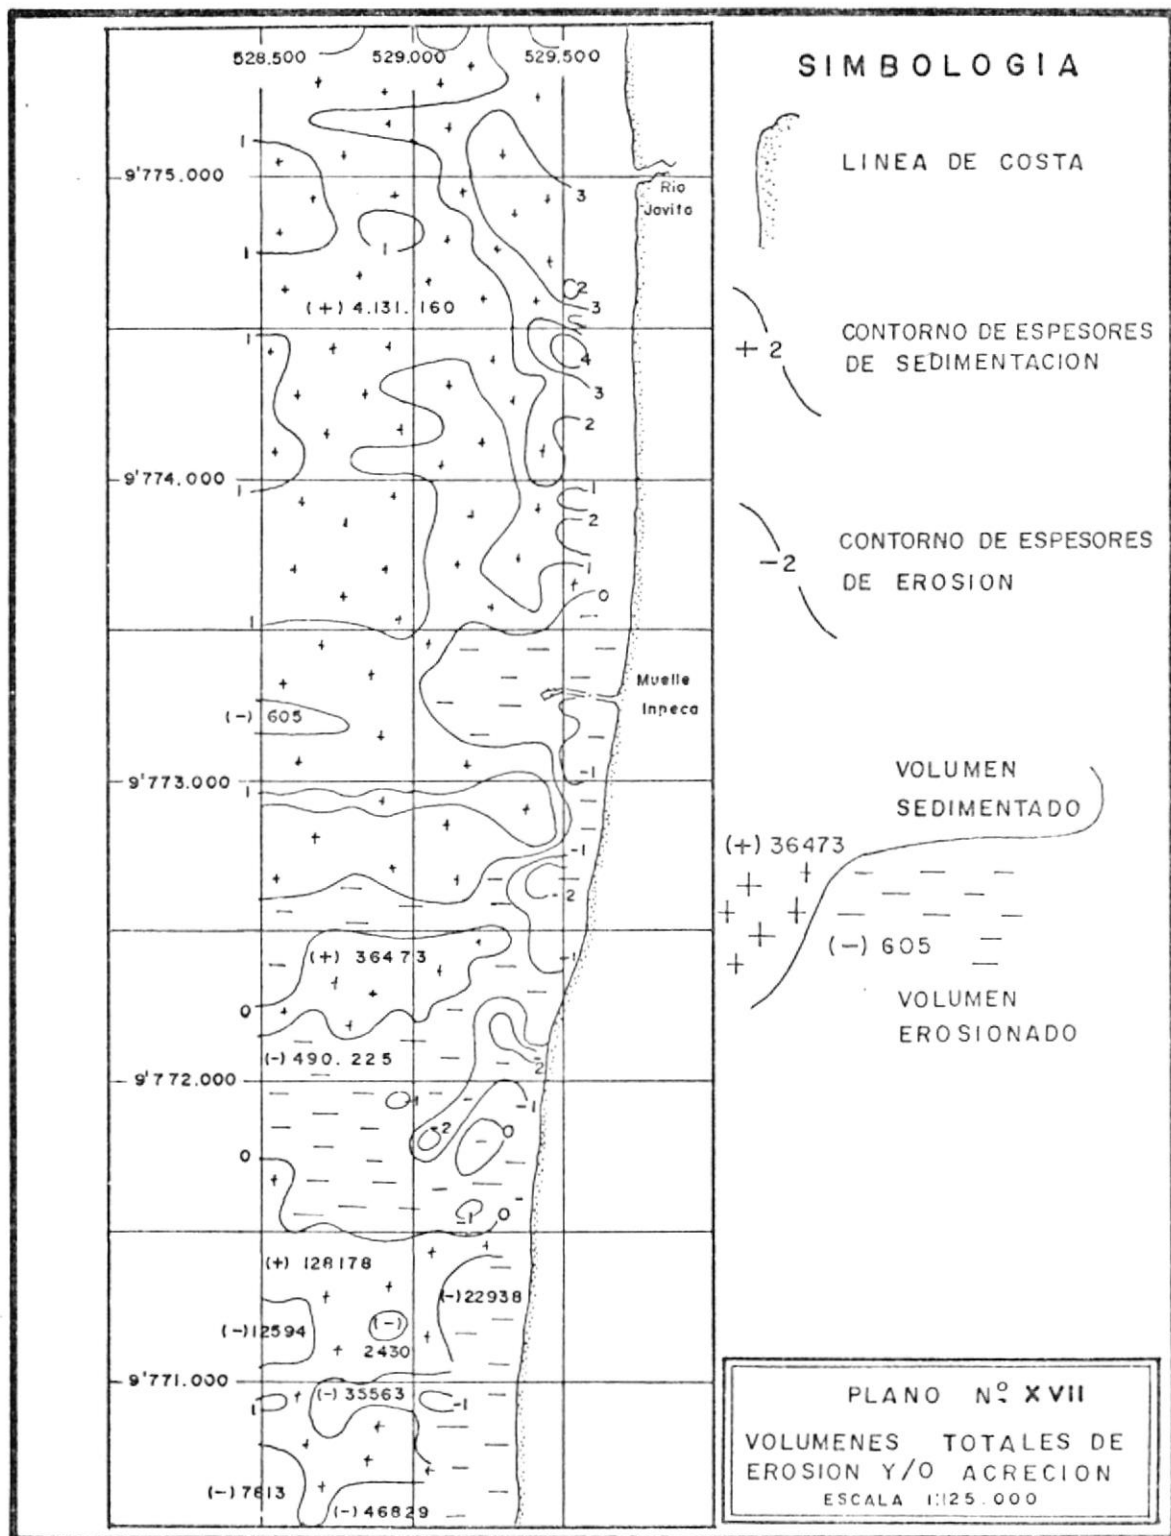 528.500 529.000 529.500
1
9'775.000
3
Rio
Javita
1
1
2
(+) 4.131.160
3
1
4
3
2
9'774.000
1
1
2
1
0
1
Muelle
Inpeca
(-) 605
-1
9'773.000
1
-1
-2
(+) 36473
-1
0
(-) 490.225
-2
9'772.000
-1
-1
-2
0
0
-1
0
(+) 128178
(-) 22938
(-) 12594
(-)
2430
9'771.000
(-) 35563
1
-1
(-) 7613
(-) 46829
SIMBOLOGIA
LINEA DE COSTA
+2
CONTORNO DE ESPESORES
DE SEDIMENTACION
-2
CONTORNO DE ESPESORES
DE EROSION
VOLUMEN
SEDIMENTADO
(+) 36473
(-) 605
VOLUMEN
EROSIONADO
PLANO Nº XVII
VOLUMENES TOTALES DE
EROSION Y/O ACRECION
ESCALA 1:125.000